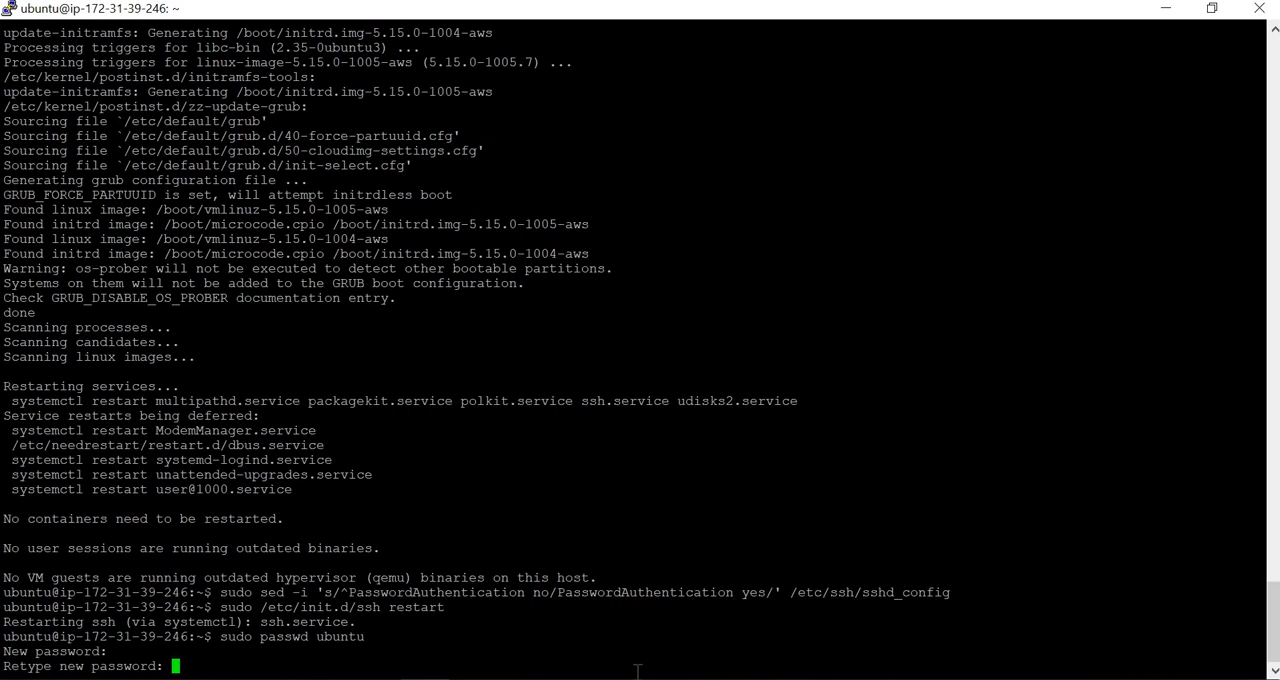 ubuntu@ip-172-31-39-246: ~
update-initramfs: Generating /boot/initrd.img-5.15.0-1004-aws
Processing triggers for libc-bin (2.35-0ubuntu3) ...
Processing triggers for linux-image-5.15.0-1005-aws (5.15.0-1005.7) ...
/etc/kernel/postinst.d/initramfs-tools:
update-initramfs: Generating /boot/initrd.img-5.15.0-1005-aws
/etc/kernel/postinst.d/zz-update-grub:
Sourcing file `/etc/default/grub'
Sourcing file `/etc/default/grub.d/40-force-partuuid.cfg'
Sourcing file `/etc/default/grub.d/50-cloudimg-settings.cfg'
Sourcing file `/etc/default/grub.d/init-select.cfg'
Generating grub configuration file ...
GRUB_FORCE_PARTUUID is set, will attempt initrdless boot
Found linux image: /boot/vmlinuz-5.15.0-1005-aws
Found initrd image: /boot/microcode.cpio /boot/initrd.img-5.15.0-1005-aws
Found linux image: /boot/vmlinuz-5.15.0-1004-aws
Found initrd image: /boot/microcode.cpio /boot/initrd.img-5.15.0-1004-aws
Warning: os-prober will not be executed to detect other bootable partitions.
Systems on them will not be added to the GRUB boot configuration.
Check GRUB_DISABLE_OS_PROBER documentation entry.
done
Scanning processes...
Scanning candidates...
Scanning linux images...
Restarting services...
systemctl restart multipathd.service packagekit.service polkit.service ssh.service udisks2.service
Service restarts being deferred:
systemctl restart ModemManager.service
/etc/needrestart/restart.d/dbus.service
systemctl restart systemd-logind.service
systemctl restart unattended-upgrades.service
systemctl restart user@1000.service
No containers need to be restarted.
No user sessions are running outdated binaries.
No VM guests are running outdated hypervisor (qemu) binaries on this host.
ubuntu@ip-172-31-39-246:~$ sudo sed -i 's/^PasswordAuthentication no/PasswordAuthentication yes/' /etc/ssh/sshd_config
ubuntu@ip-172-31-39-246:~$ sudo /etc/init.d/ssh restart
Restarting ssh (via systemctl): ssh.service.
ubuntu@ip-172-31-39-246:~$ sudo passwd ubuntu
New password:
Retype new password: